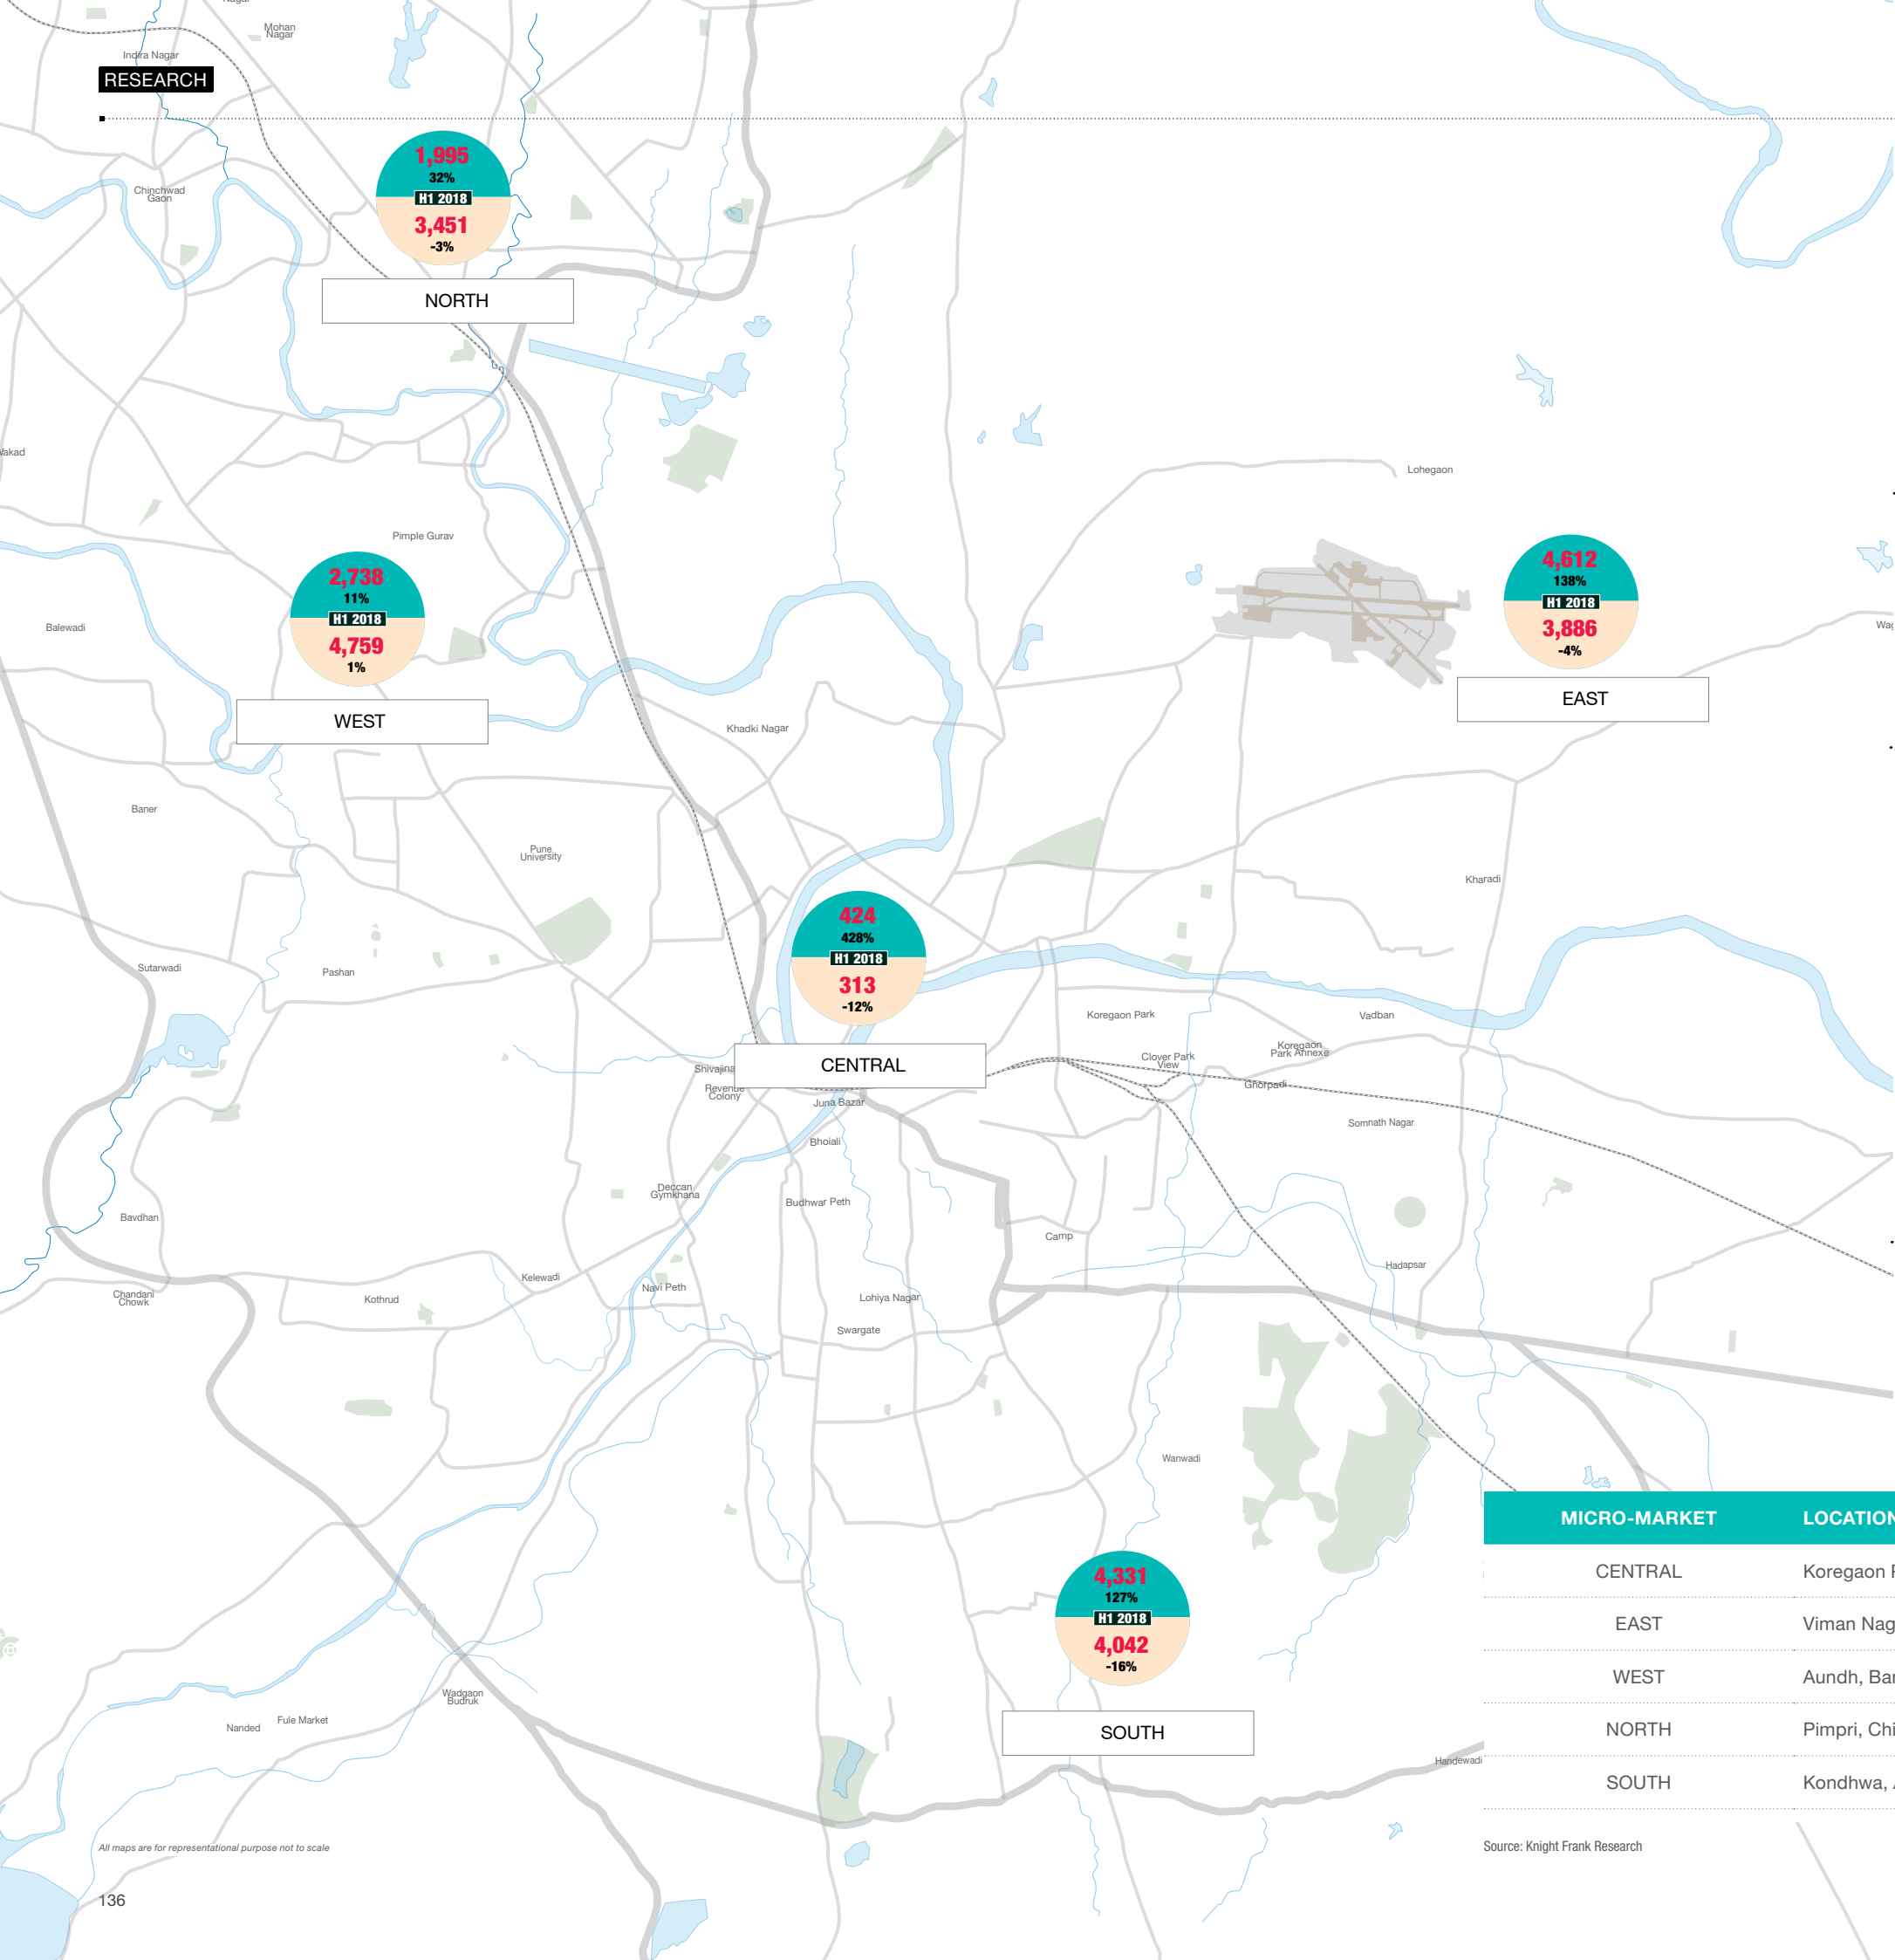 Mohan
Nagar
Indira Nagar
RESEARCH
Chinchwad
Gaon
1,995
32%
H1 2018
3,451
-3%
NORTH
Lohegaon
Pimple Gurav
2,738
11%
H1 2018
4,759
1%
WEST
4,612
138%
H1 2018
3,886
-4%
EAST
Balewadi
Khadki Nagar
Baner
Pune
University
Kharadi
424
428%
H1 2018
313
-12%
CENTRAL
Sutarwadi
Pashan
Koregaon Park
Vadban
Clover Park
View
Koregaon
Park Annexe
Ghorpadi
Revenue
Colony
Juna Bazar
Somnath Nagar
Bhoiali
Deccan
Gymkhana
Budhwar Peth
Bavdhan
Camp
Hadapsar
Kelewadi
Navi Peth
Chandani
Chowk
Kothrud
Lohiya Nagar
Swargate
Wanwadi
4,331
127%
H1 2018
4,042
-16%
SOUTH
Wadgaon
Budruk
Nanded
Fule Market
Handewadi
MICRO-MARKET LOCATION
CENTRAL Koregaon
EAST Viman
WEST Aundh,
NORTH Pimpri,
SOUTH Kondhwa,
All maps are for representational purpose not to scale
Source: Knight Frank Research
136